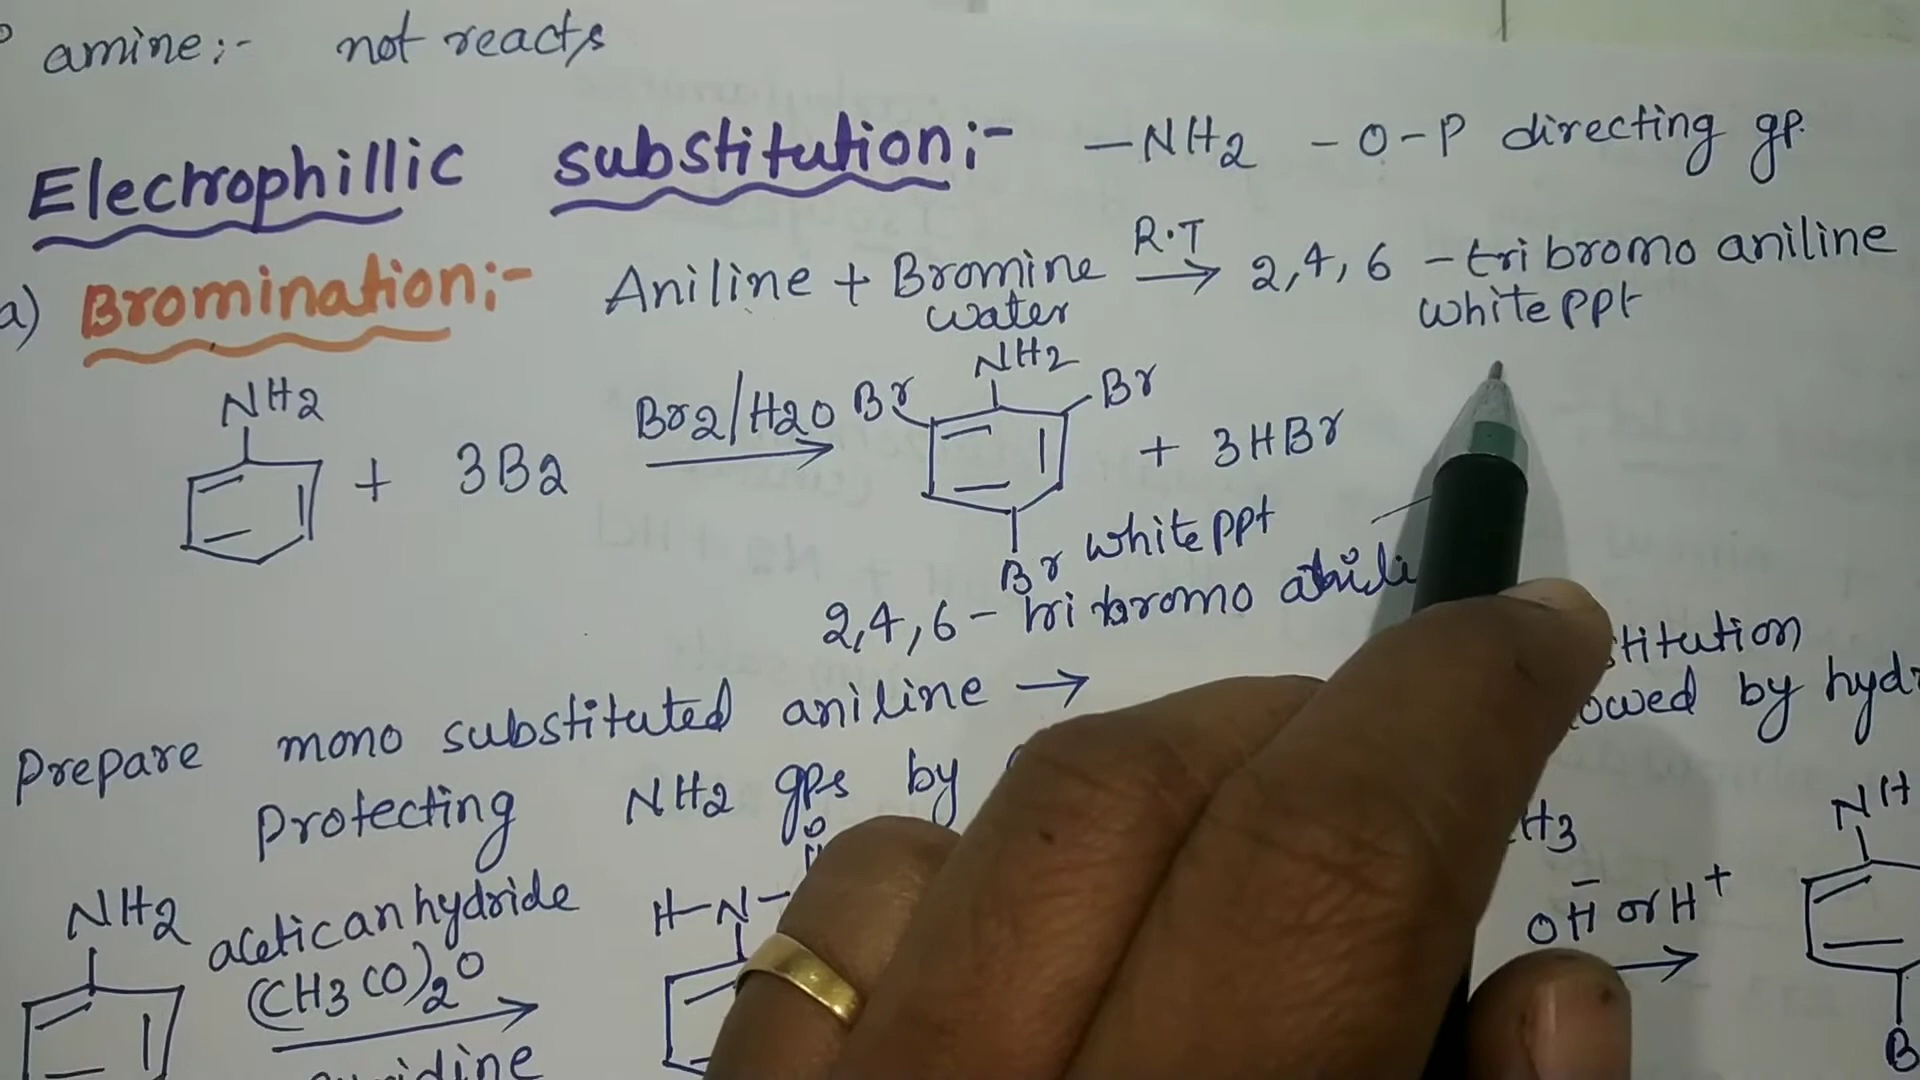 amine:- not reacts
Electrophillic substitution:- -NH2 - O-P directing gp.
a) Bromination:- Aniline + Bromine R.T → 2,4,6 - tri bromo aniline
water white ppt
NH2 NH2
+ 3B2 Br2/H2O → Br Br + 3HBr
Br white ppt
2,4,6 - tri bromo
Prepare mono substituted aniline →
Protecting NH2 gps by by
NH2 acetic anhydride H-N- O OH or H+ → NH
(CH3CO)2O B